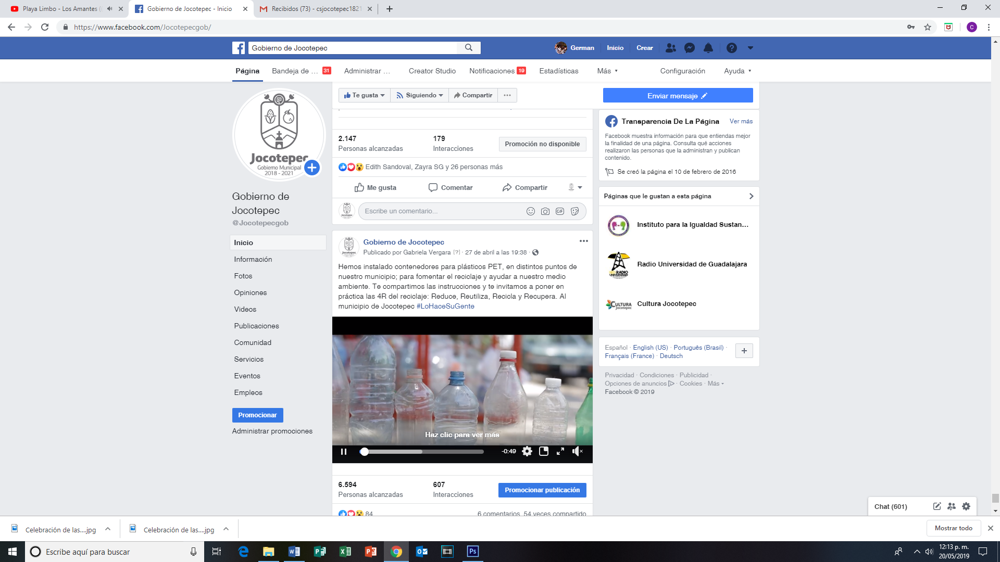 Playa Limbo - Los Amantes (
Gobierno de Jocotepec - Inicio
Recibidos (73) - csjocotepec1821
https://www.facebook.com/Jocotepecgob/
C
Gobierno de Jocotepec
German
Inicio
Crear
Página
Bandeja de ... 31
Administrar ...
Creator Studio
Notificaciones 19
Estadísticas
Más
Configuración
Ayuda
Te gusta
Siguiendo
Compartir
Enviar mensaje
Jocotepec
Gobierno Municipal
2018 - 2021
Gobierno de
Jocotepec
@Jocotepecgob
Inicio
Información
Fotos
Opiniones
Videos
Publicaciones
Comunidad
Servicios
Eventos
Empleos
Promocionar
Administrar promociones
2.147
Personas alcanzadas
179
Interacciones
Promoción no disponible
Edith Sandoval, Zayra SG y 26 personas más
Me gusta
Comentar
Compartir
Escribe un comentario...
GIF
Gobierno de Jocotepec
Publicado por Gabriela Vergara [?] · 27 de abril a las 19:38 ·
Hemos instalado contenedores para plásticos PET, en distintos puntos de
nuestro municipio; para fomentar el reciclaje y ayudar a nuestro medio
ambiente. Te compartimos las instrucciones y te invitamos a poner en
práctica las 4R del reciclaje: Reduce, Reutiliza, Recicla y Recupera. Al
municipio de Jocotepec #LoHaceSuGente
Haz clic para ver más
-0:49
6.594
Personas alcanzadas
607
Interacciones
Promocionar publicación
84
6 comentarios 54 veces compartido
Transparencia De La Página
Ver más
Facebook muestra información para que entiendas mejor
la finalidad de una página. Consulta qué acciones
realizaron las personas que la administran y publican
contenido.
Se creó la página el 10 de febrero de 2016
Páginas que le gustan a esta página
Instituto para la Igualdad Sustan...
Radio Universidad de Guadalajara
Cultura Jocotepec
Español · English (US) · Português (Brasil) ·
Français (France) · Deutsch
Privacidad · Condiciones · Publicidad ·
Opciones de anuncios · Cookies · Más
Facebook © 2019
Chat (601)
Celebración de las....jpg
Celebración de las....jpg
Mostrar todo
Escribe aquí para buscar
12:13 p. m.
20/05/2019